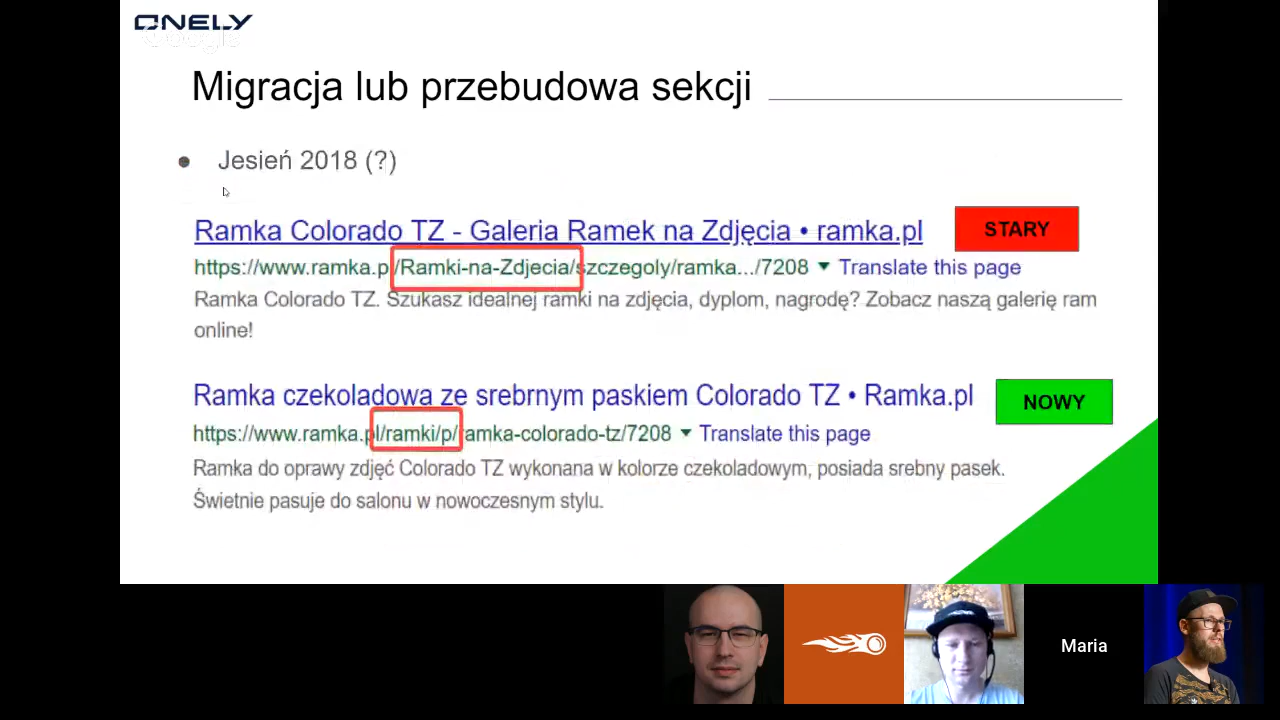 ONELY
Google
Migracja lub przebudowa sekcji
Jesień 2018 (?)
Ramka Colorado TZ - Galeria Ramek na Zdjęcia • ramka.pl
STARY
https://www.ramka.pl/Ramki-na-Zdjecia/szczegoly/ramka.../7208 ▼ Translate this page
Ramka Colorado TZ. Szukasz idealnej ramki na zdjęcia, dyplom, nagrodę? Zobacz naszą galerię ram
online!
Ramka czekoladowa ze srebrnym paskiem Colorado TZ • Ramka.pl
NOWY
https://www.ramka.pl/ramki/p/ramka-colorado-tz/7208 ▼ Translate this page
Ramka do oprawy zdjęć Colorado TZ wykonana w kolorze czekoladowym, posiada srebny pasek.
Świetnie pasuje do salonu w nowoczesnym stylu.
Maria